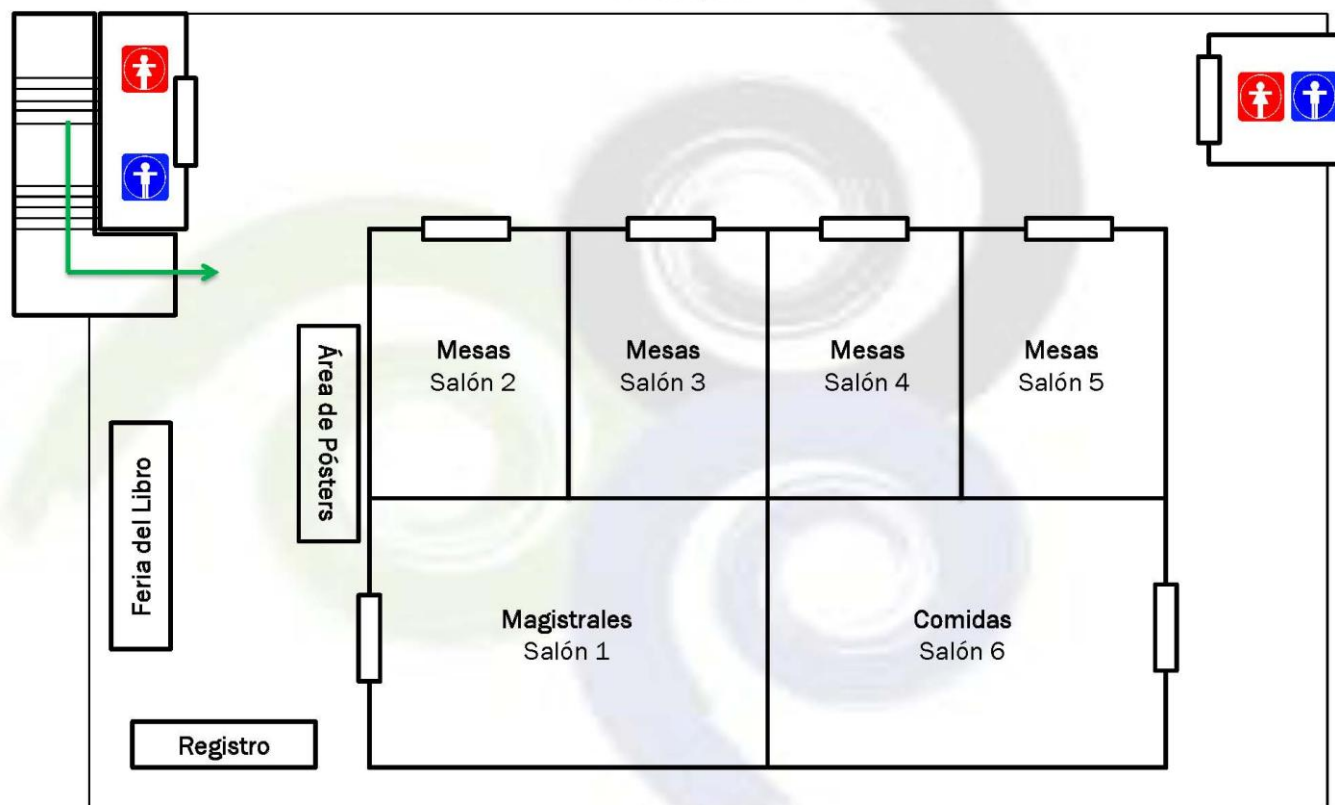 Mesas
Salón 2
Mesas
Salón 3
Mesas
Salón 4
Mesas
Salón 5
Área de Pósters
Feria del Libro
Magistrales
Salón 1
Comidas
Salón 6
Registro